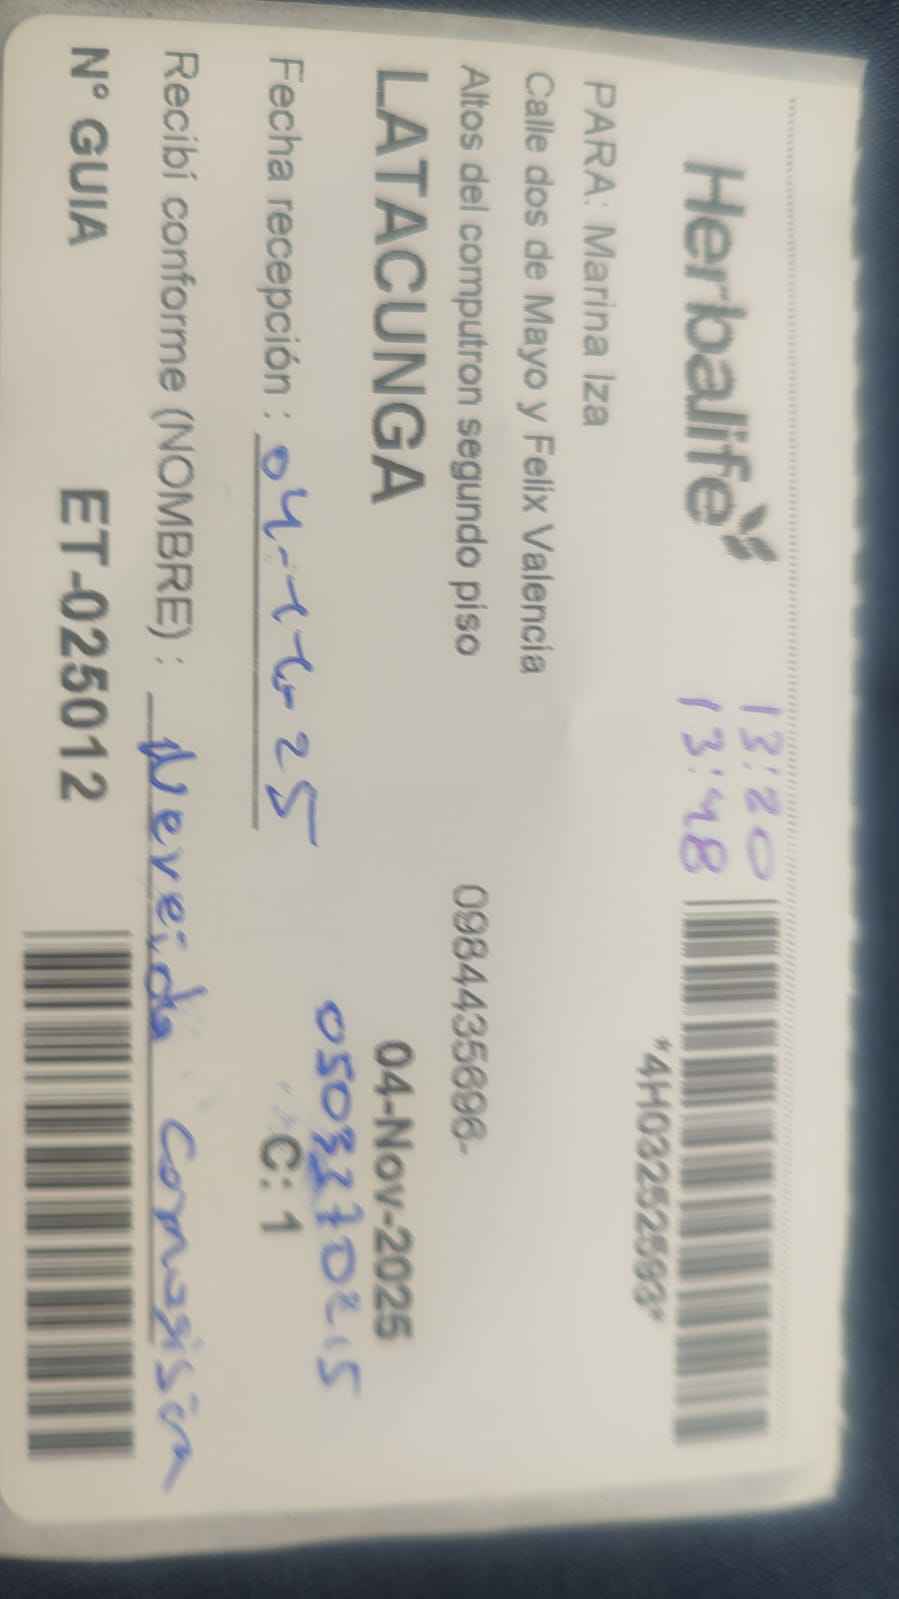 Herbalife
13:20
13:48
*4H03252593*
PARA: Marina Iza
Calle dos de Mayo y Felix Valencia
Altos del computron segundo piso
0984435696-
LATACUNGA
04-Nov-2025
Fecha recepción : 04-11-25
C: 1
Recibí conforme (NOMBRE) : Nereida
N° GUIA ET-025012